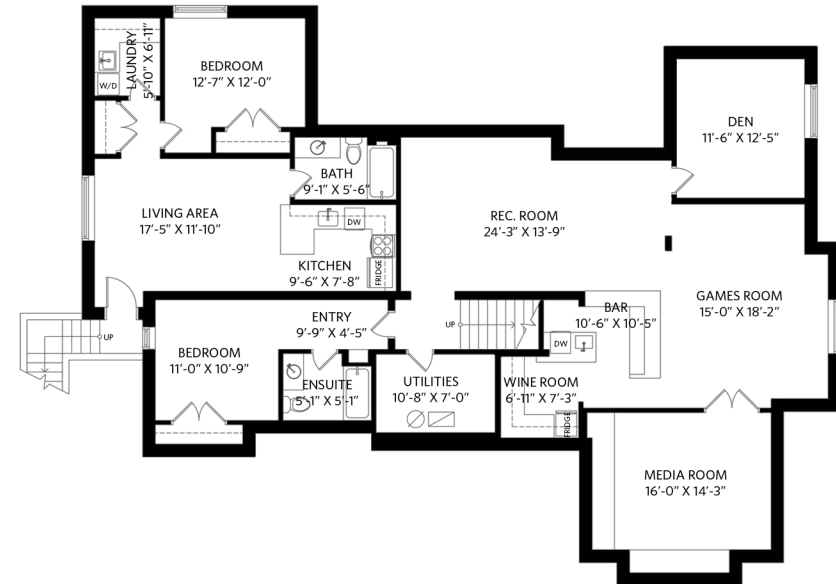 LAUNDRY
5'-10" X 6'-11"
W/D
BEDROOM
12'-7" X 12'-0"
DEN
11'-6" X 12'-5"
BATH
9'-1" X 5'-6"
LIVING AREA
17'-5" X 11'-10"
DW
REC. ROOM
24'-3" X 13'-9"
KITCHEN
9'-6" X 7'-8"
FRIDGE
GAMES ROOM
15'-0" X 18'-2"
BAR
10'-6" X 10'-5"
ENTRY
9'-9" X 4'-5"
UP
UP
DW
BEDROOM
11'-0" X 10'-9"
ENSUITE
5'-1" X 5'-1"
UTILITIES
10'-8" X 7'-0"
WINE ROOM
6'-11" X 7'-3"
FRIDGE
MEDIA ROOM
16'-0" X 14'-3"